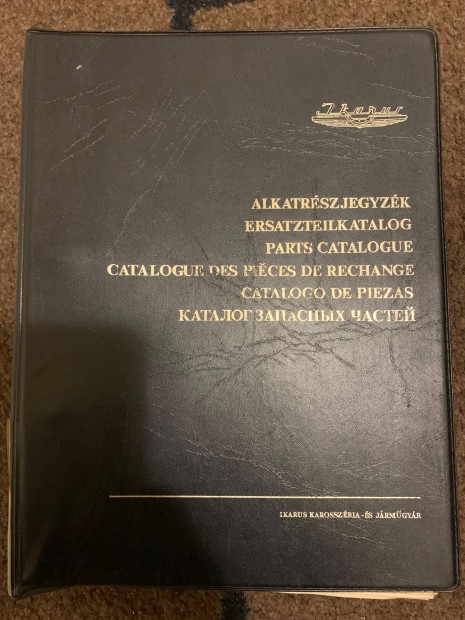 Ikarus
ALKATRÉSZJEGYZÉK
ERSATZTEILKATALOG
PARTS CATALOGUE
CATALOGUE DES PIÈCES DE RECHANGE
CATALOGO DE PIEZAS
КАТАЛОГ ЗАПАСНЫХ ЧАСТЕЙ
IKARUS KAROSSZÉRIA-ÉS JÁRMŰGYÁR